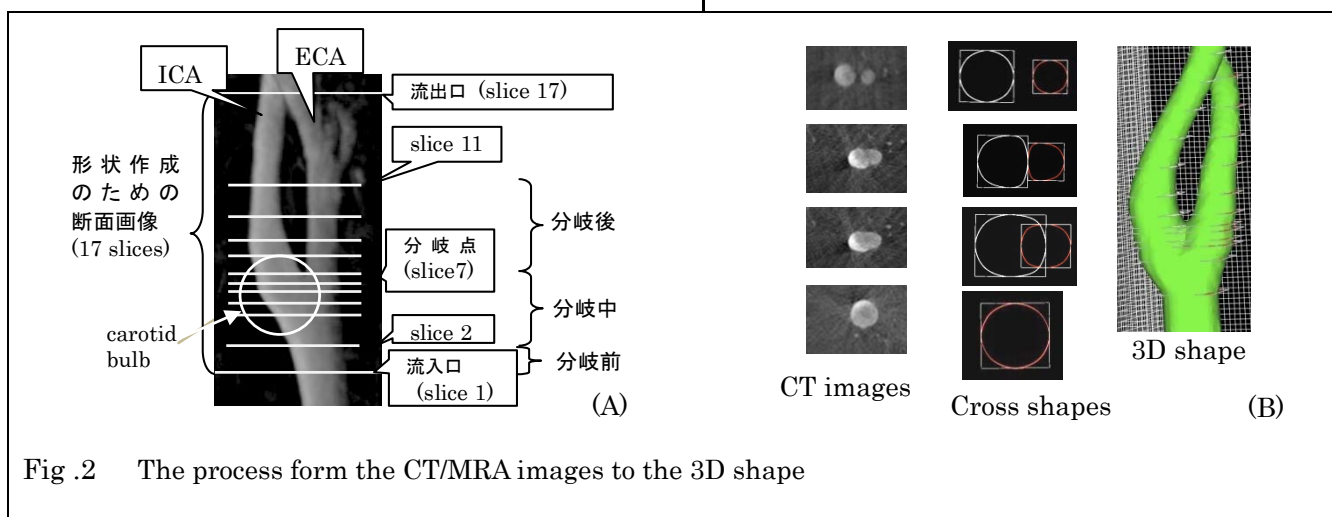 ICA
ECA
流出口 (slice 17)
slice 11
形状作成
のための
断面画像
(17 slices)
分岐後
分岐点
(slice7)
分岐中
carotid
bulb
slice 2
分岐前
流入口
(slice 1)
(A)
CT images
Cross shapes
3D shape
(B)
Fig .2 The process form the CT/MRA images to the 3D shape